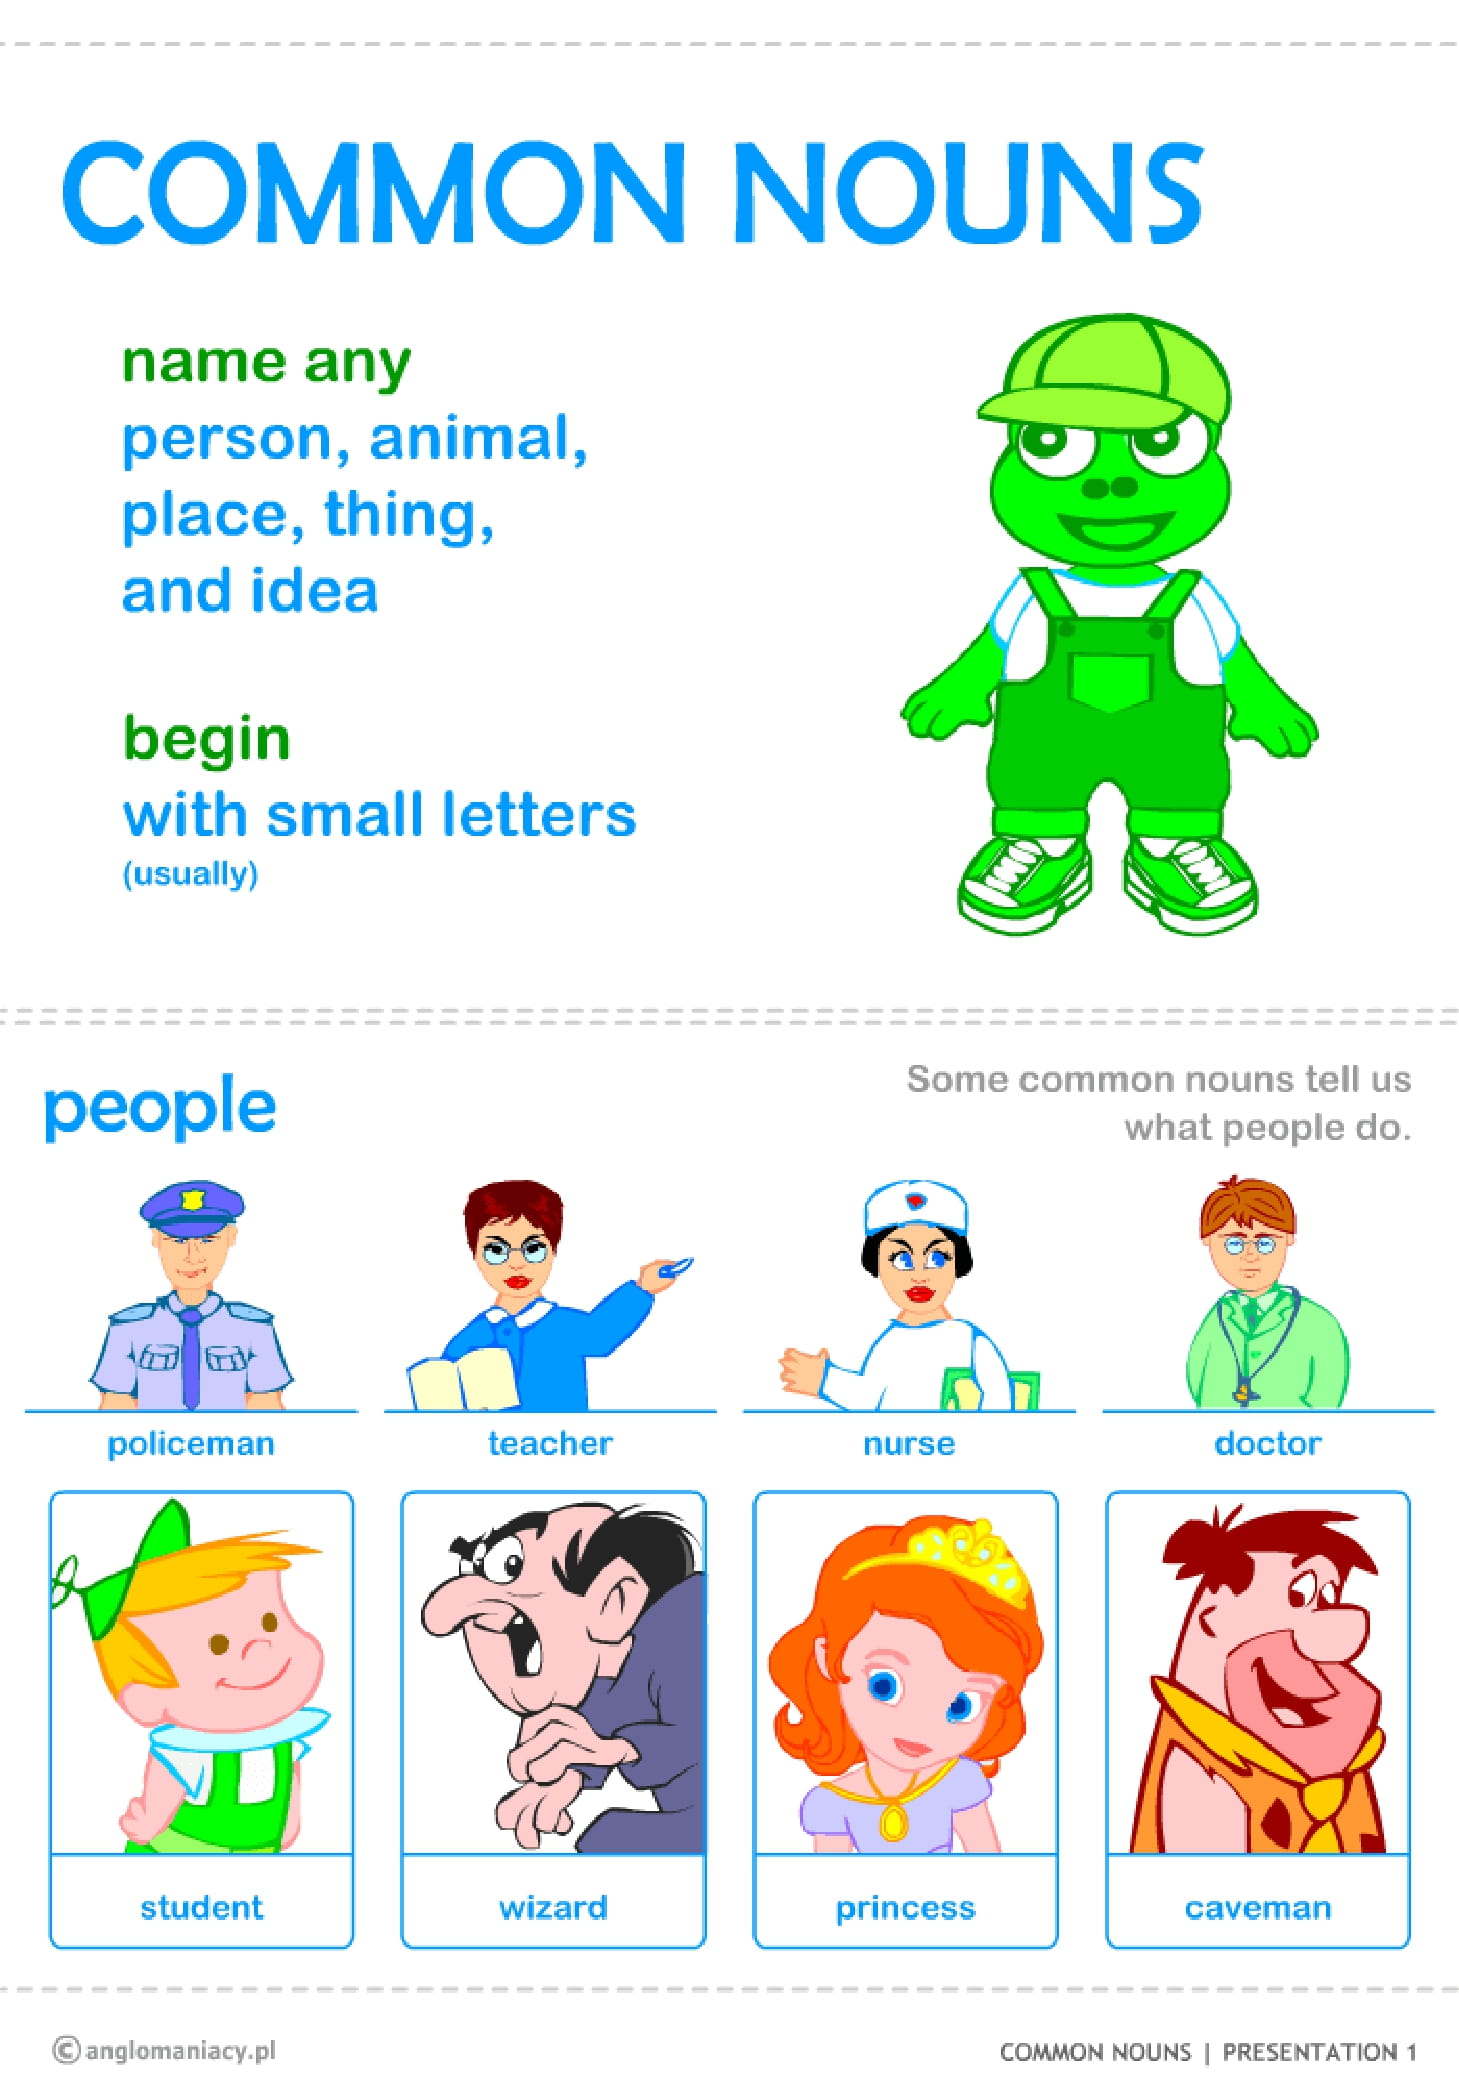 COMMON NOUNS
name any
person, animal,
place, thing,
and idea
begin
with small letters
(usually)
people
Some common nouns tell us
what people do.
policeman
teacher
nurse
doctor
student
wizard
princess
caveman
©anglomaniacy.pl
COMMON NOUNS | PRESENTATION 1